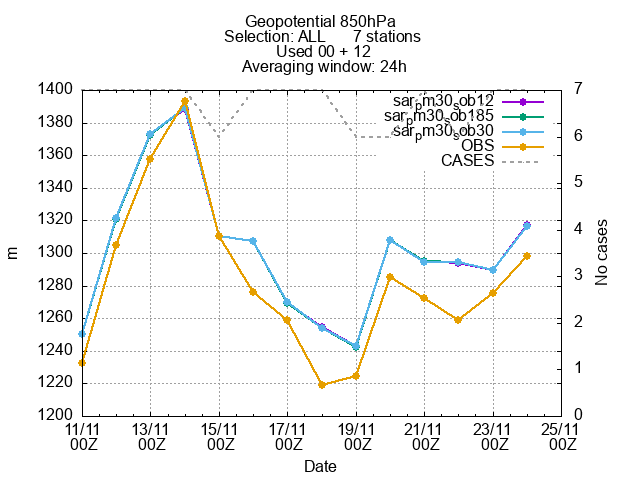 Geopotential 850hPa
Selection: ALL 7 stations
Used 00 + 12
Averaging window: 24h
1400 7
sar_pm30_sob12
sar_pm30_sob185
sar_pm30_sob30
OBS
CASES
1380
1360 6
1340
1320 5
1300 4
1280 3
1260 2
1240
1220 1
1200 0
m
No cases
11/11 13/11 15/11 17/11 19/11 21/11 23/11 25/11
00Z 00Z 00Z 00Z 00Z 00Z 00Z 00Z
Date